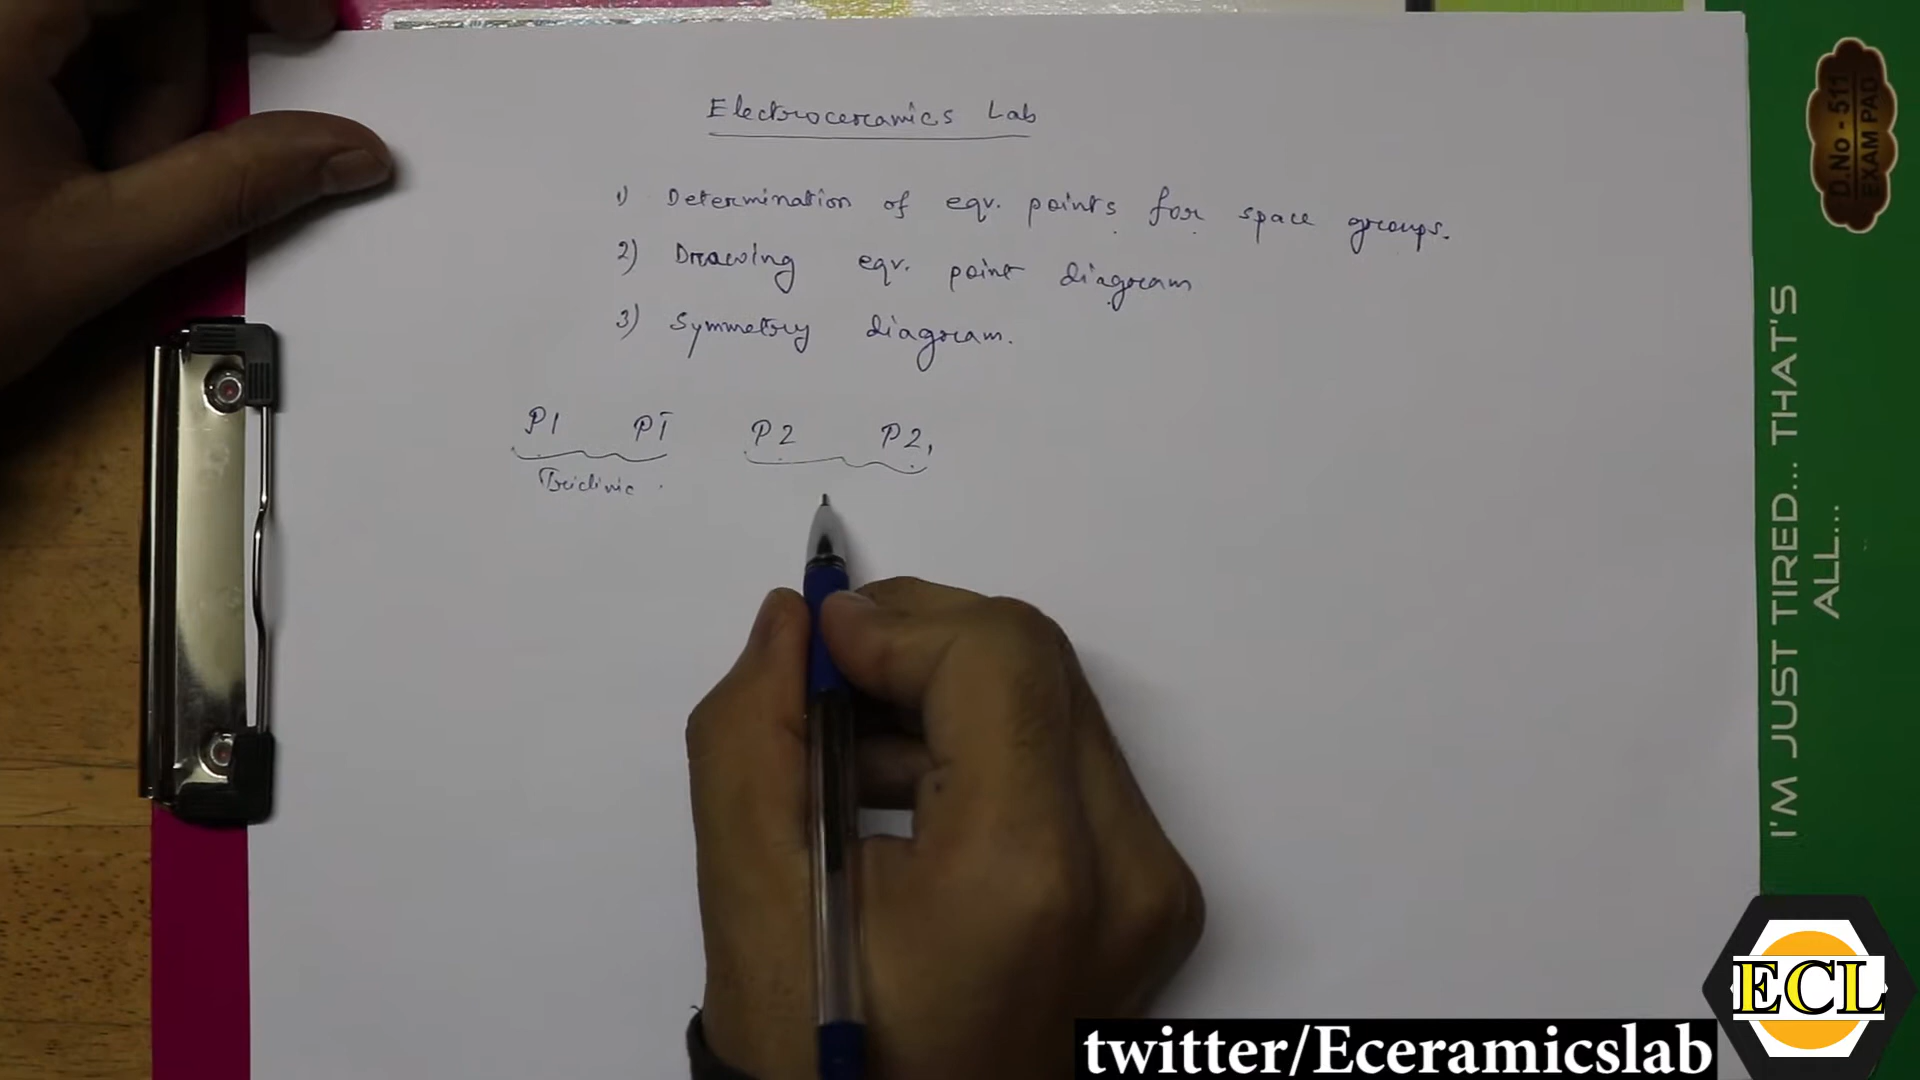 Electroceramics Lab
1) Determination of eqv. points for space groups.
2) Drawing eqv. point diagram
3) Symmetry diagram.
P1 P1̅ P2 P2₁
Triclinic
D.No - 511
EXAM PAD
I'M JUST TIRED... THAT'S
ALL...
ECL
twitter/Eceramicslab